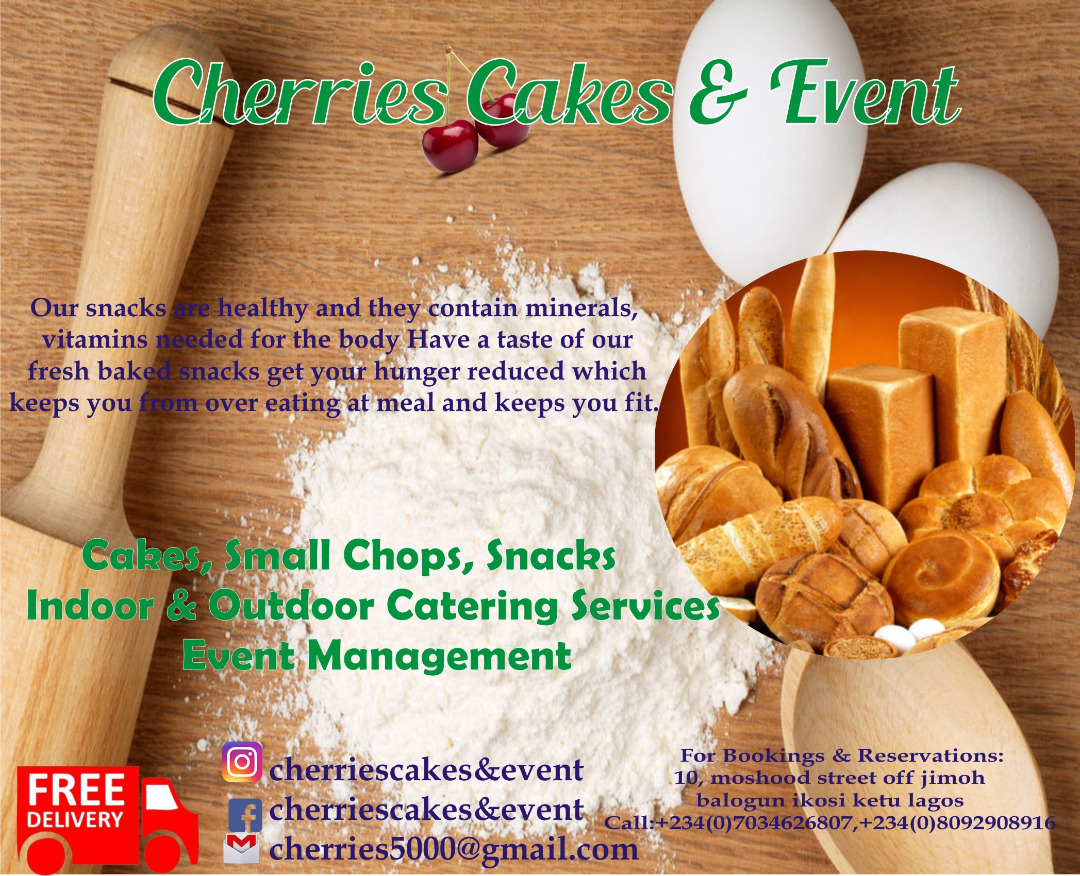 Cherries Cakes & Event
Our snacks are healthy and they contain minerals,
vitamins needed for the body Have a taste of our
fresh baked snacks get your hunger reduced which
keeps you from over eating at meal and keeps you fit.
Cakes, Small Chops, Snacks
Indoor & Outdoor Catering Services
Event Management
FREE
DELIVERY
cherriescakes&event
cherriescakes&event
cherries5000@gmail.com
For Bookings & Reservations:
10, moshood street off jimoh
balogun ikosi ketu lagos
Call:+234(0)7034626807,+234(0)8092908916